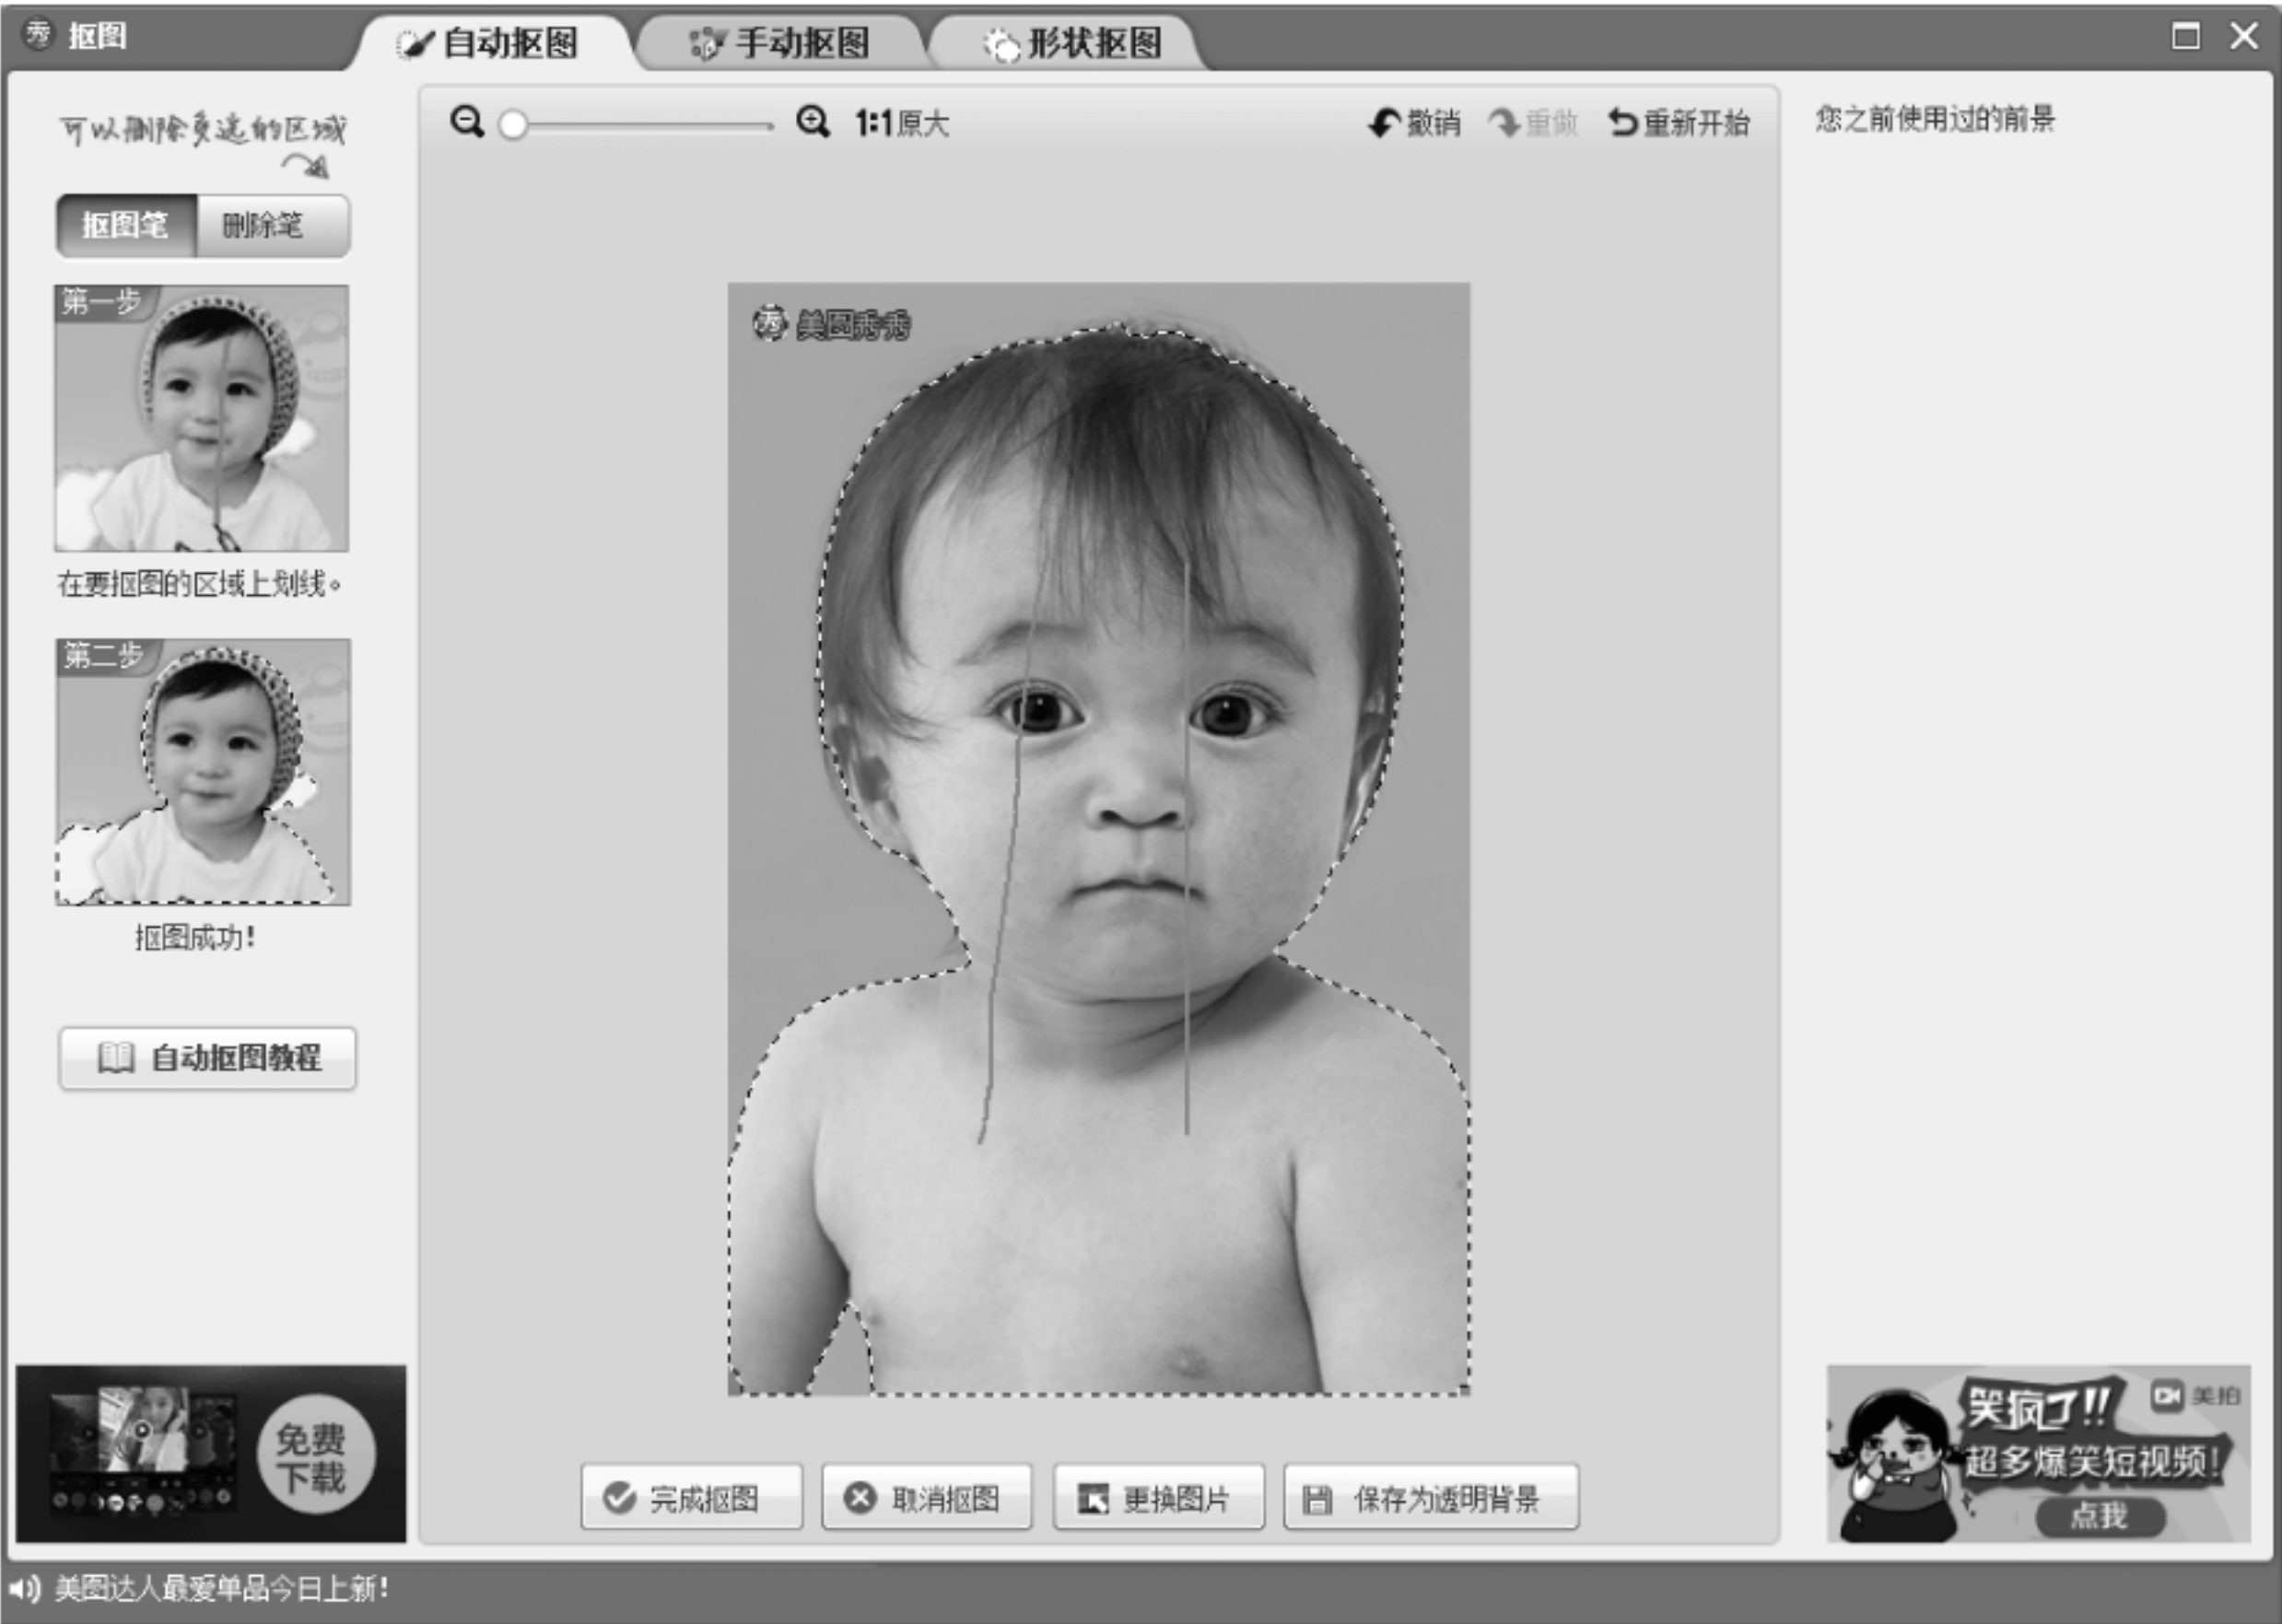 秀 抠图
自动抠图
手动抠图
形状抠图
可以删除多选的区域
抠图笔
删除笔
第一步
在要抠图的区域上划线。
第二步
抠图成功!
自动抠图教程
免费
下载
1:1原大
撤销
重做
重新开始
秀 美图秀秀
完成抠图
取消抠图
更换图片
保存为透明背景
您之前使用过的前景
笑疯了!!
美拍
超多爆笑短视频!
点我
美图达人最爱单品今日上新!